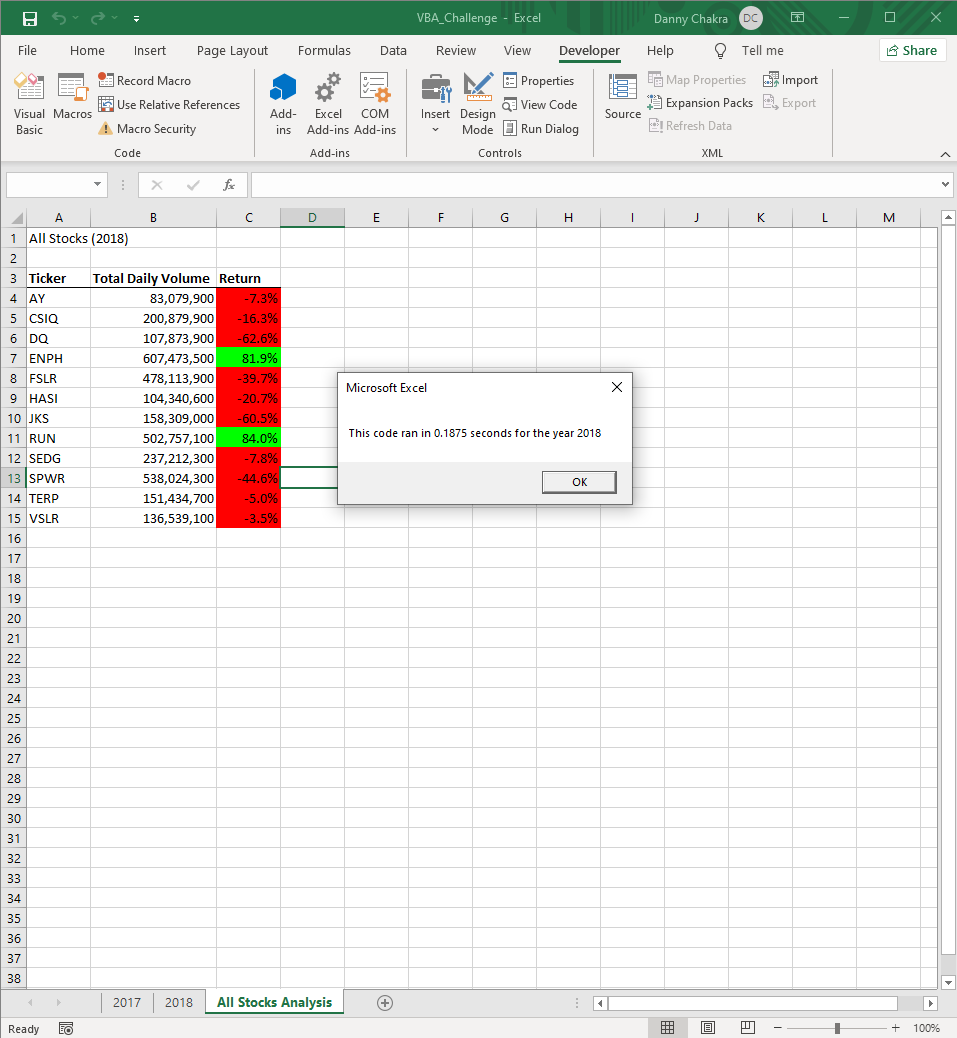 VBA_Challenge - Excel
Danny Chakra DC
File Home Insert Page Layout Formulas Data Review View Developer Help Tell me Share
Visual Basic
Macros
Record Macro
Use Relative References
Macro Security
Code
Add-ins
Excel Add-ins
COM Add-ins
Add-ins
Insert
Design Mode
Properties
View Code
Run Dialog
Controls
Source
Map Properties
Expansion Packs
Refresh Data
Import
Export
XML
fx
A B C D E F G H I J K L M
1 All Stocks (2018)
2
3 Ticker Total Daily Volume Return
4 AY 83,079,900 -7.3%
5 CSIQ 200,879,900 -16.3%
6 DQ 107,873,900 -62.6%
7 ENPH 607,473,500 81.9%
8 FSLR 478,113,900 -39.7%
9 HASI 104,340,600 -20.7%
10 JKS 158,309,000 -60.5%
11 RUN 502,757,100 84.0%
12 SEDG 237,212,300 -7.8%
13 SPWR 538,024,300 -44.6%
14 TERP 151,434,700 -5.0%
15 VSLR 136,539,100 -3.5%
16
17
18
19
20
21
22
23
24
25
26
27
28
29
30
31
32
33
34
35
36
37
38
Microsoft Excel
This code ran in 0.1875 seconds for the year 2018
OK
2017 2018 All Stocks Analysis
Ready
100%